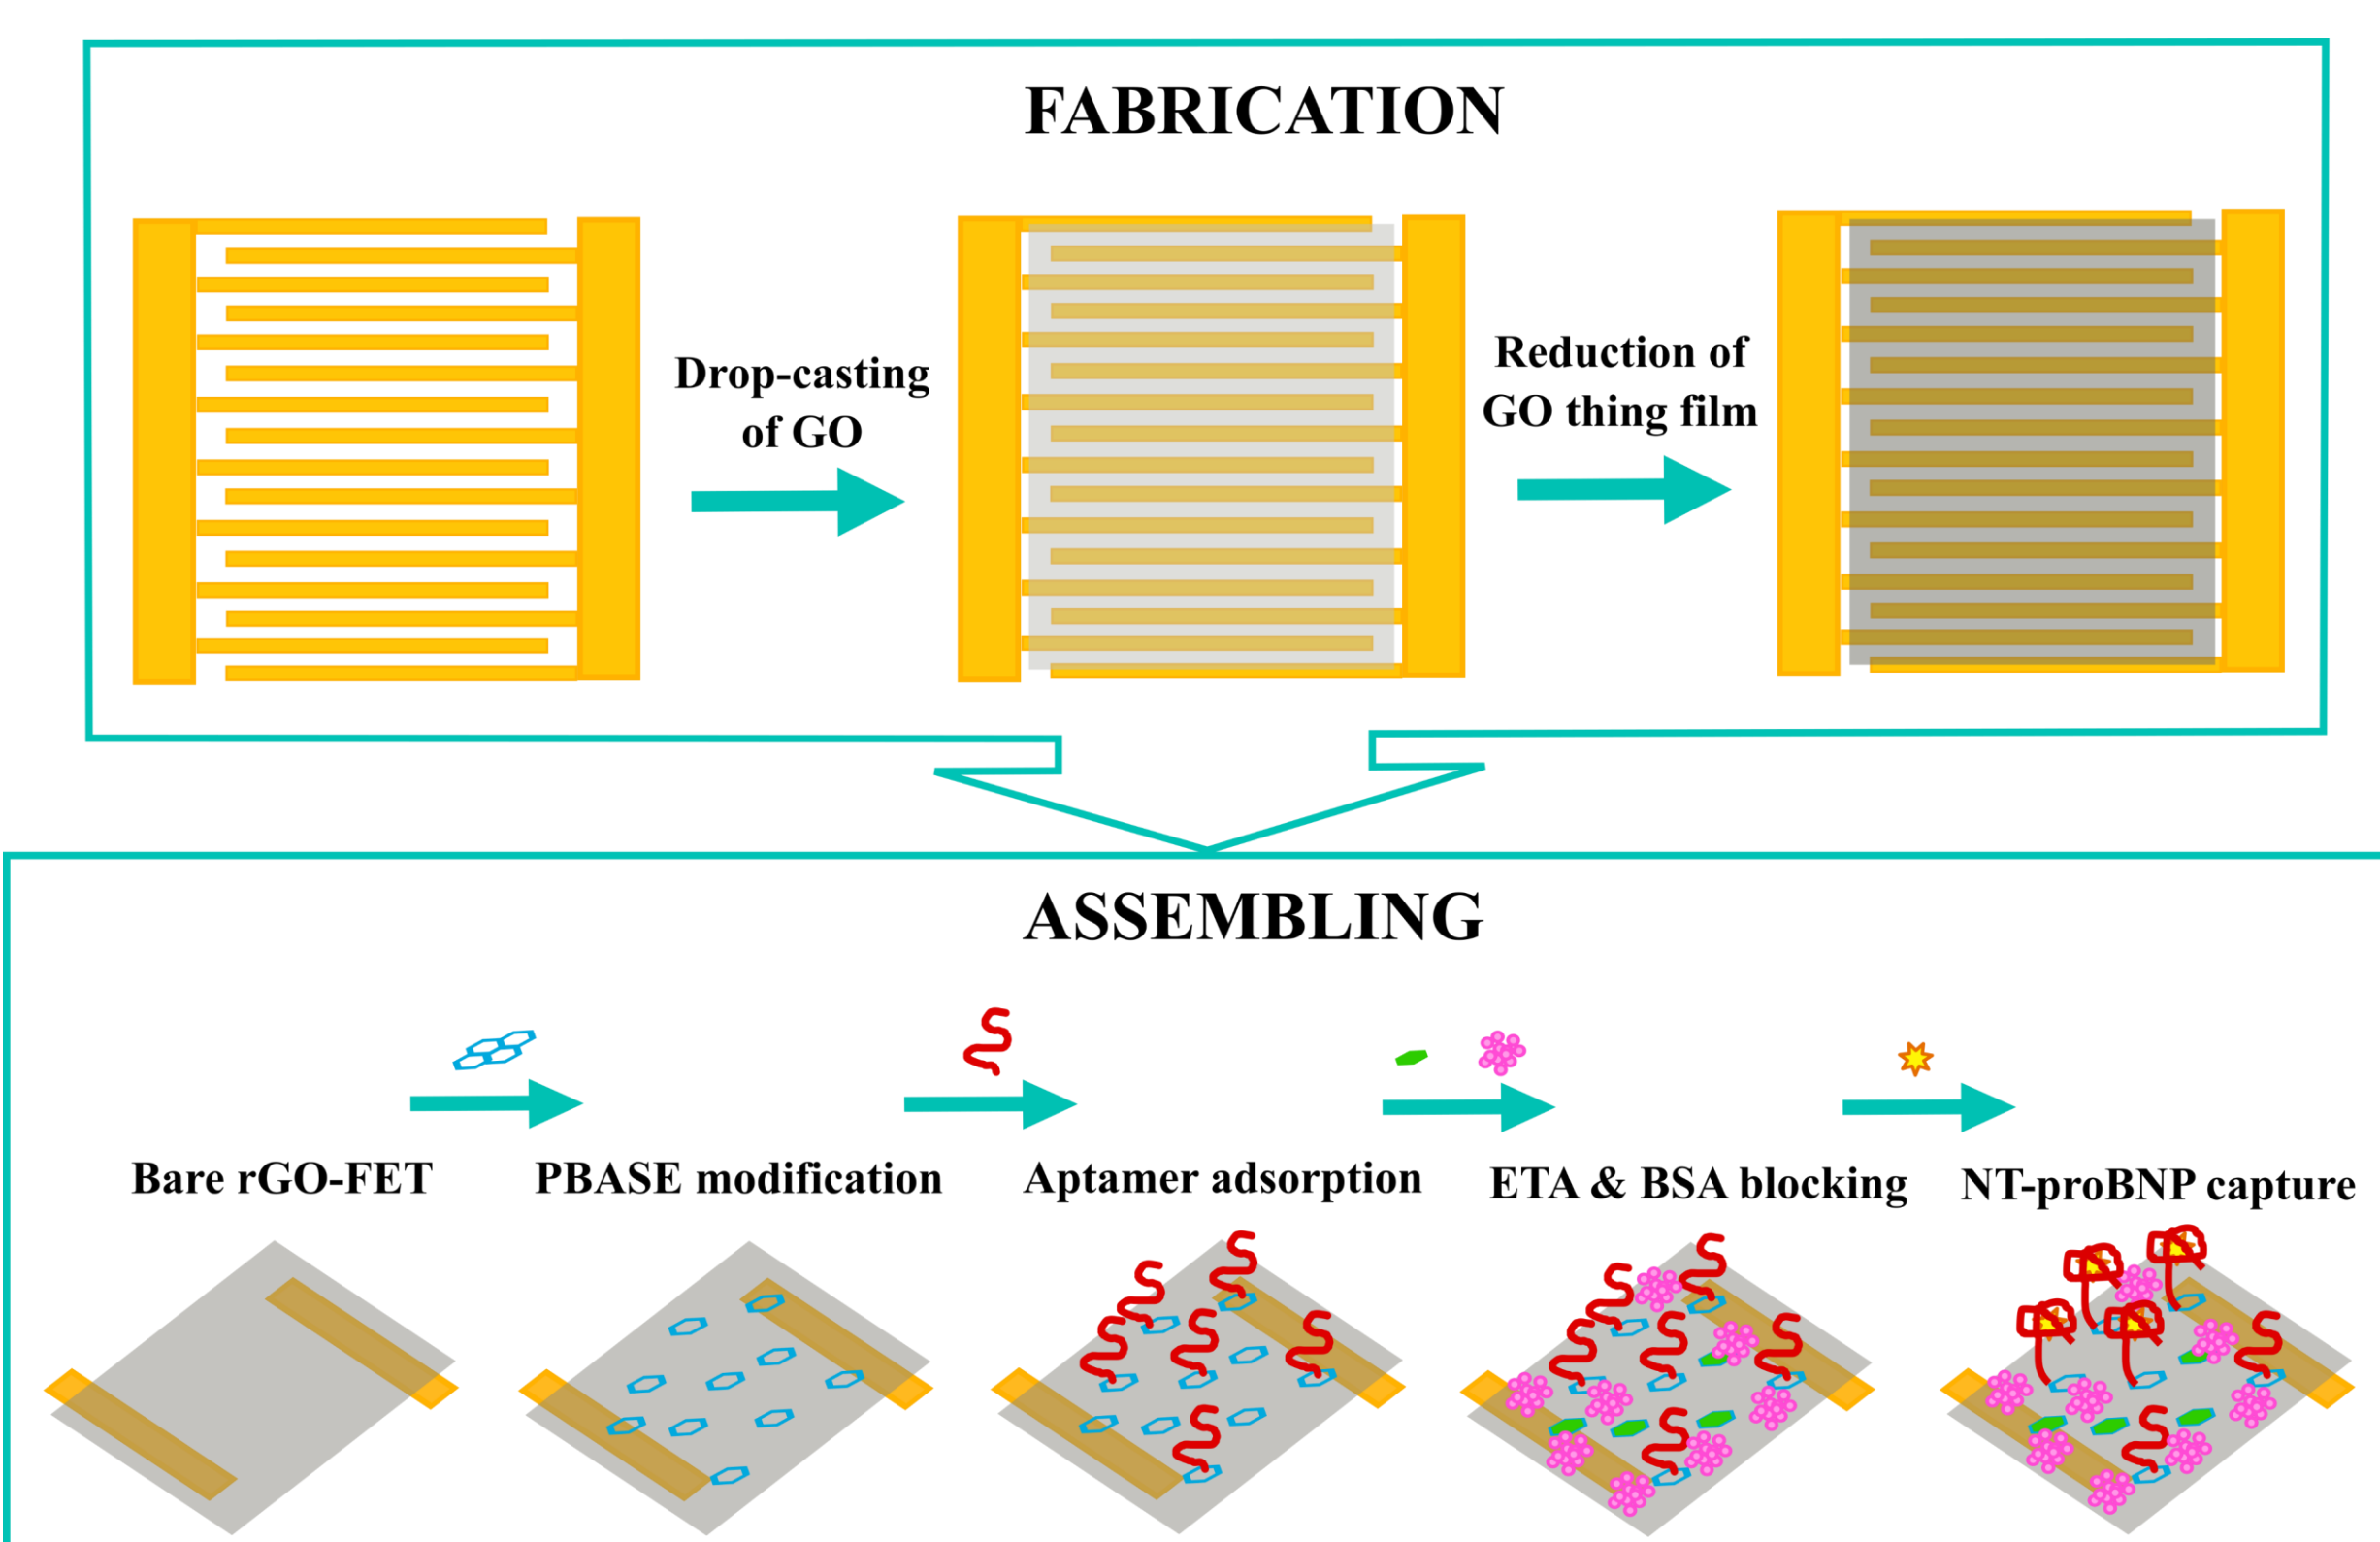 FABRICATION
Drop-casting
of GO
Reduction of
GO thing film
ASSEMBLING
Bare rGO-FET
PBASE modification
Aptamer adsorption
ETA & BSA blocking
NT-proBNP capture